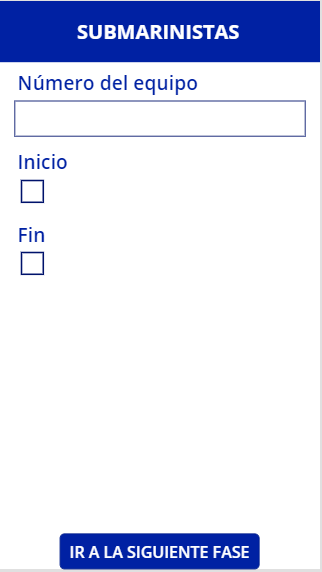 SUBMARINISTAS
Número del equipo
Inicio
Fin
IR A LA SIGUIENTE FASE